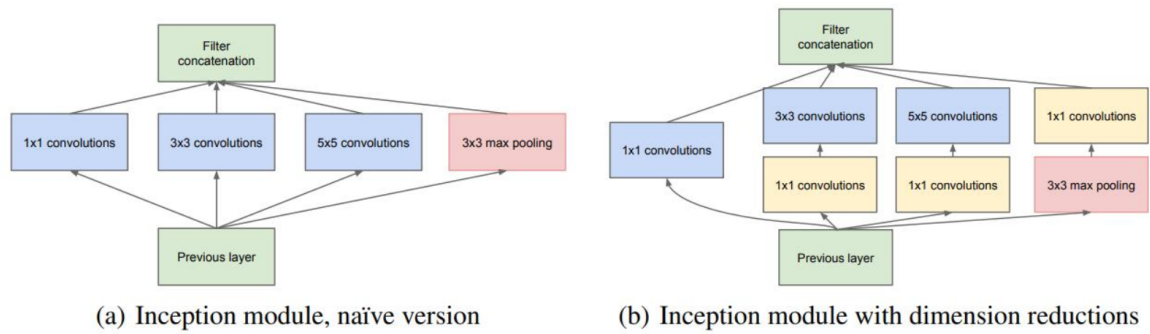 Filter
concatenation
1x1 convolutions
3x3 convolutions
5x5 convolutions
3x3 max pooling
Previous layer
(a) Inception module, naïve version
Filter
concatenation
3x3 convolutions
5x5 convolutions
1x1 convolutions
1x1 convolutions
1x1 convolutions
1x1 convolutions
3x3 max pooling
Previous layer
(b) Inception module with dimension reductions